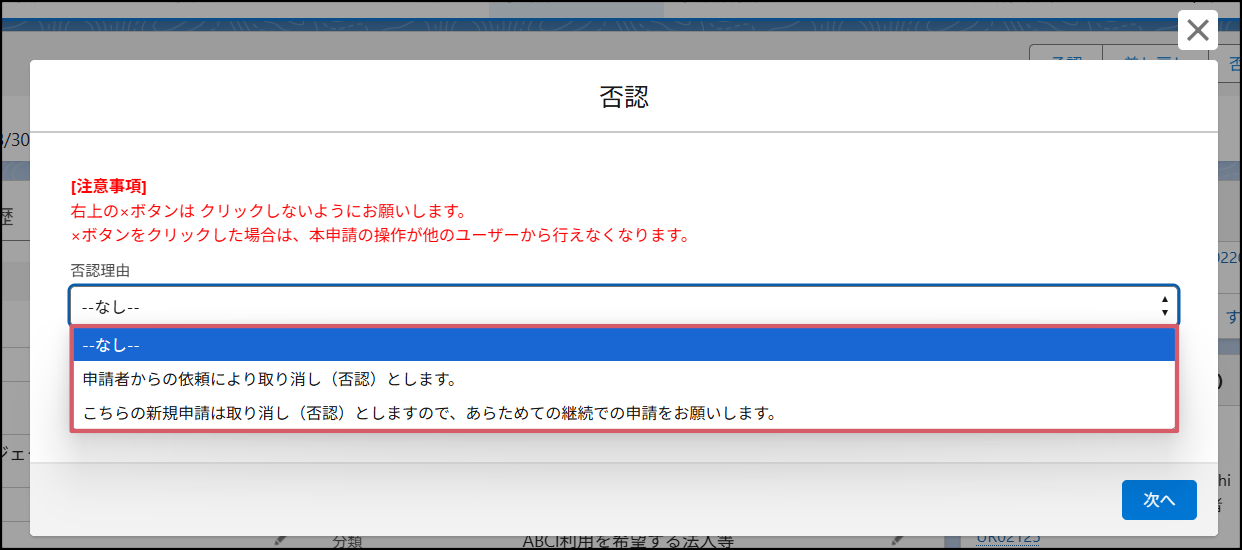 否認
3/30
[注意事項]
右上の×ボタンは クリックしないようにお願いします。
×ボタンをクリックした場合は、本申請の操作が他のユーザーから行えなくなります。
歴
否認理由
--なし--
--なし--
申請者からの依頼により取り消し（否認）とします。
こちらの新規申請は取り消し（否認）としますので、あらためての継続での申請をお願いします。
す
ジェ
hi
次へ
者
分類
ABCI利用を希望する法人等
UR02125